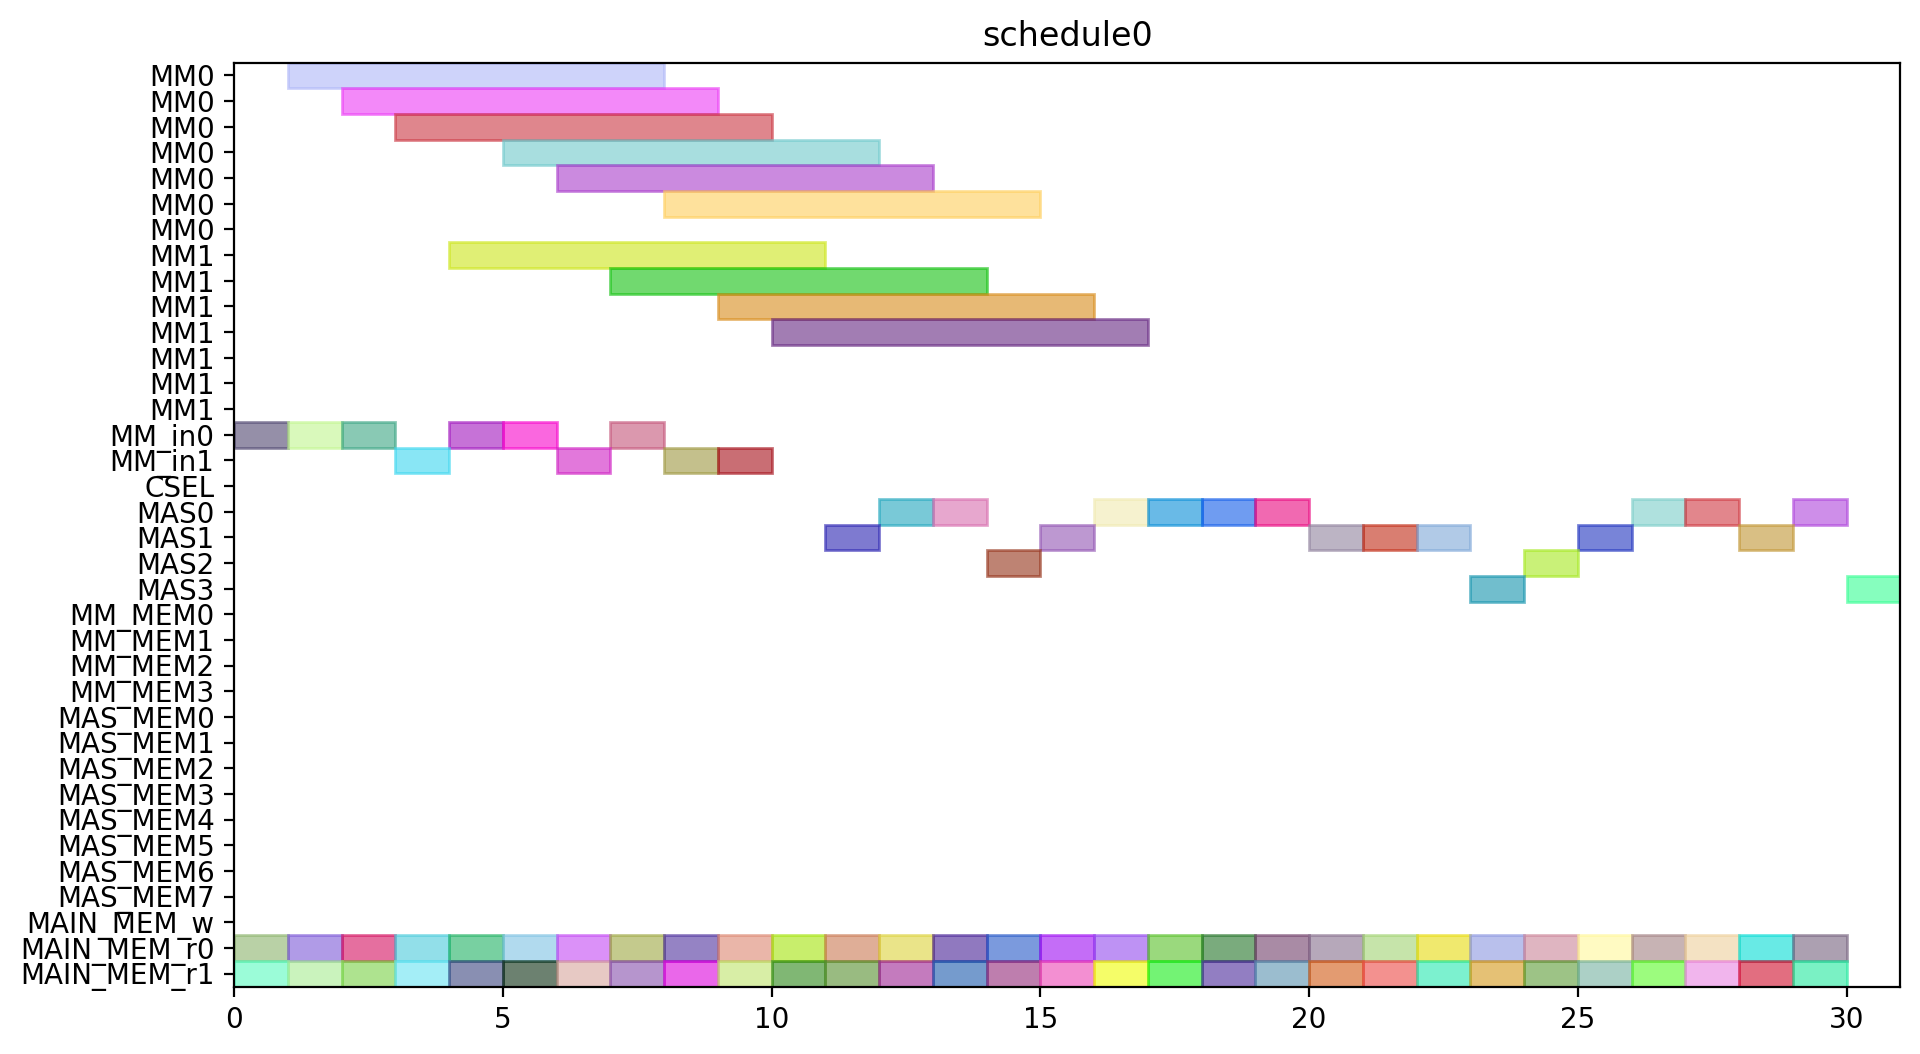 schedule0
MM0
MM0
MM0
MM0
MM0
MM0
MM0
MM1
MM1
MM1
MM1
MM1
MM1
MM1
MM_in0
MM_in1
CSEL
MAS0
MAS1
MAS2
MAS3
MM_MEM0
MM_MEM1
MM_MEM2
MM_MEM3
MAS_MEM0
MAS_MEM1
MAS_MEM2
MAS_MEM3
MAS_MEM4
MAS_MEM5
MAS_MEM6
MAS_MEM7
MAIN_MEM_w
MAIN_MEM_r0
MAIN_MEM_r1
0 5 10 15 20 25 30